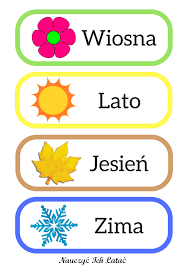 Wiosna
Lato
Jesień
Zima
Nauczyć Ich Latać